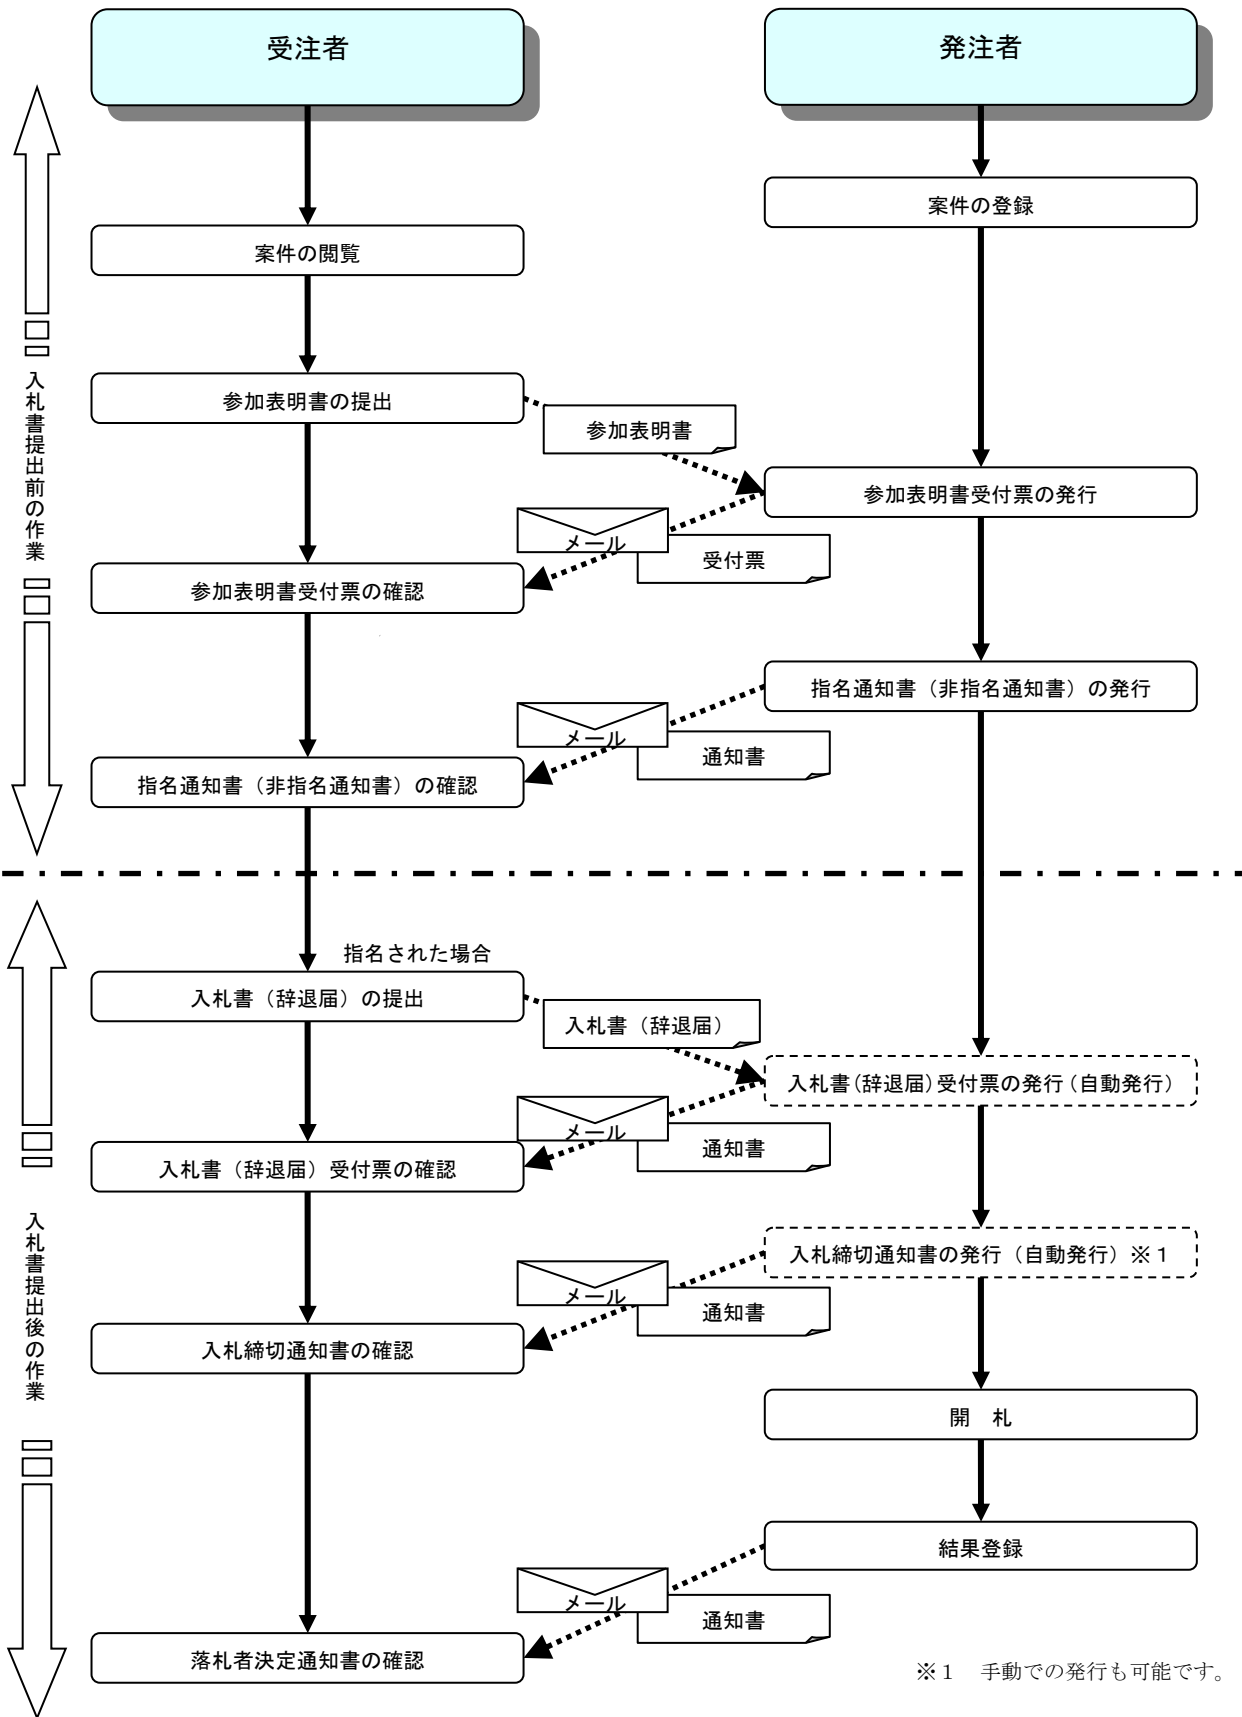 受注者
発注者
案件の登録
案件の閲覧
参加表明書の提出
参加表明書
参加表明書受付票の発行
メール
受付票
参加表明書受付票の確認
入札書提出前の作業
指名通知書（非指名通知書）の発行
メール
通知書
指名通知書（非指名通知書）の確認
指名された場合
入札書（辞退届）の提出
入札書（辞退届）
入札書（辞退届）受付票の発行（自動発行）
メール
通知書
入札書（辞退届）受付票の確認
入札書提出後の作業
入札締切通知書の発行（自動発行）※１
メール
通知書
入札締切通知書の確認
開　札
結果登録
メール
通知書
落札者決定通知書の確認
※１　手動での発行も可能です。